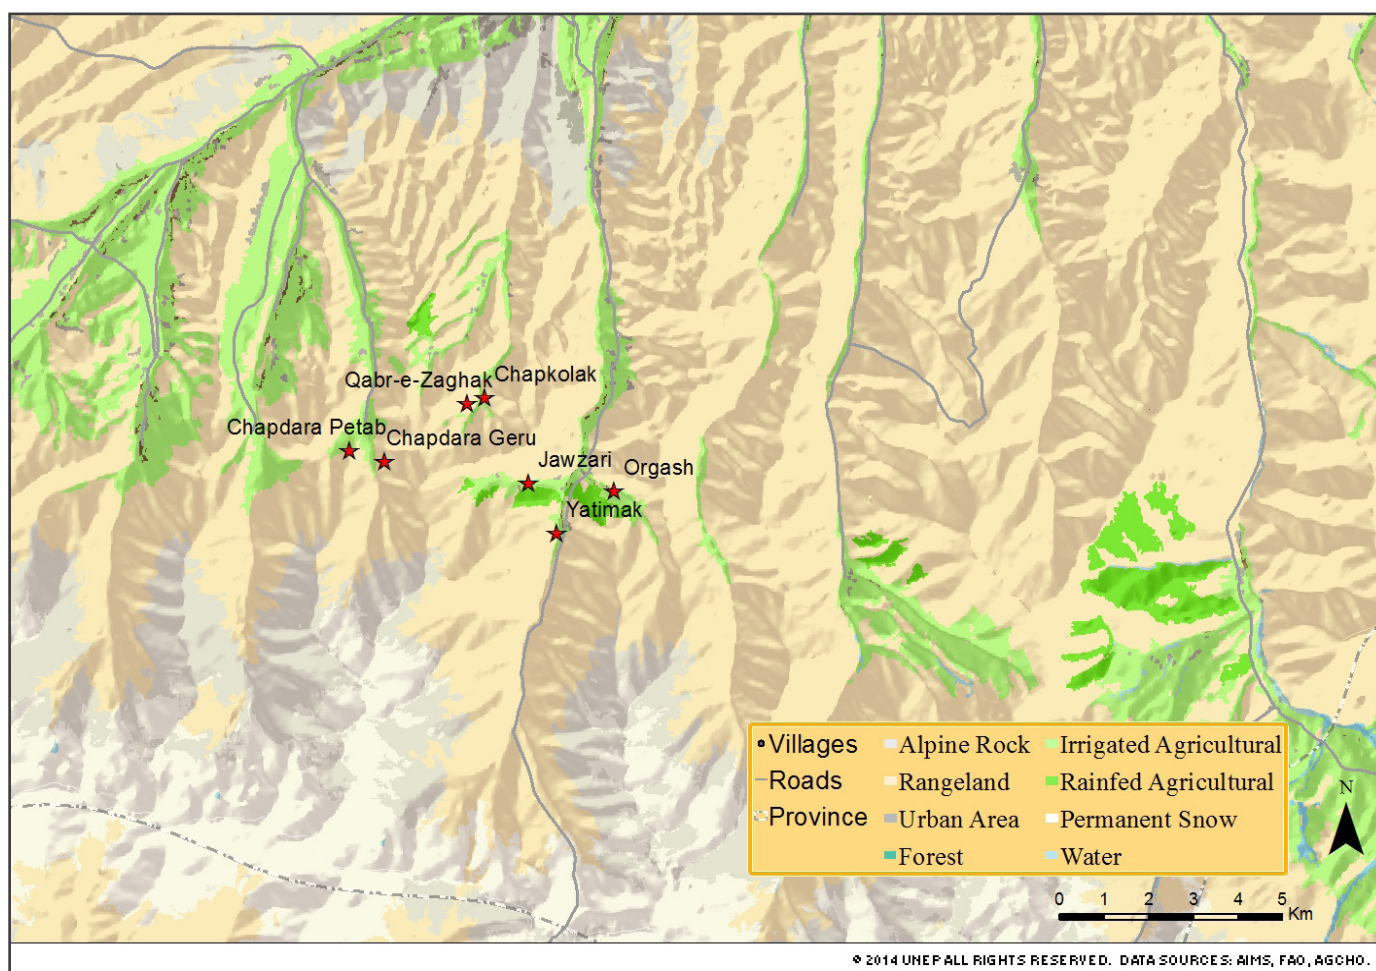 Qabr-e-Zaghak
Chapkolak
Chapdara Petab
Chapdara Geru
Jawzari
Orgash
Yatimak
Villages
Alpine Rock
Irrigated Agricultural
Roads
Rangeland
Rainfed Agricultural
Province
Urban Area
Permanent Snow
Forest
Water
N
0 1 2 3 4 5
Km
© 2014 UNEP ALL RIGHTS RESERVED. DATA SOURCES: AIMS, FAO, AGCHO.